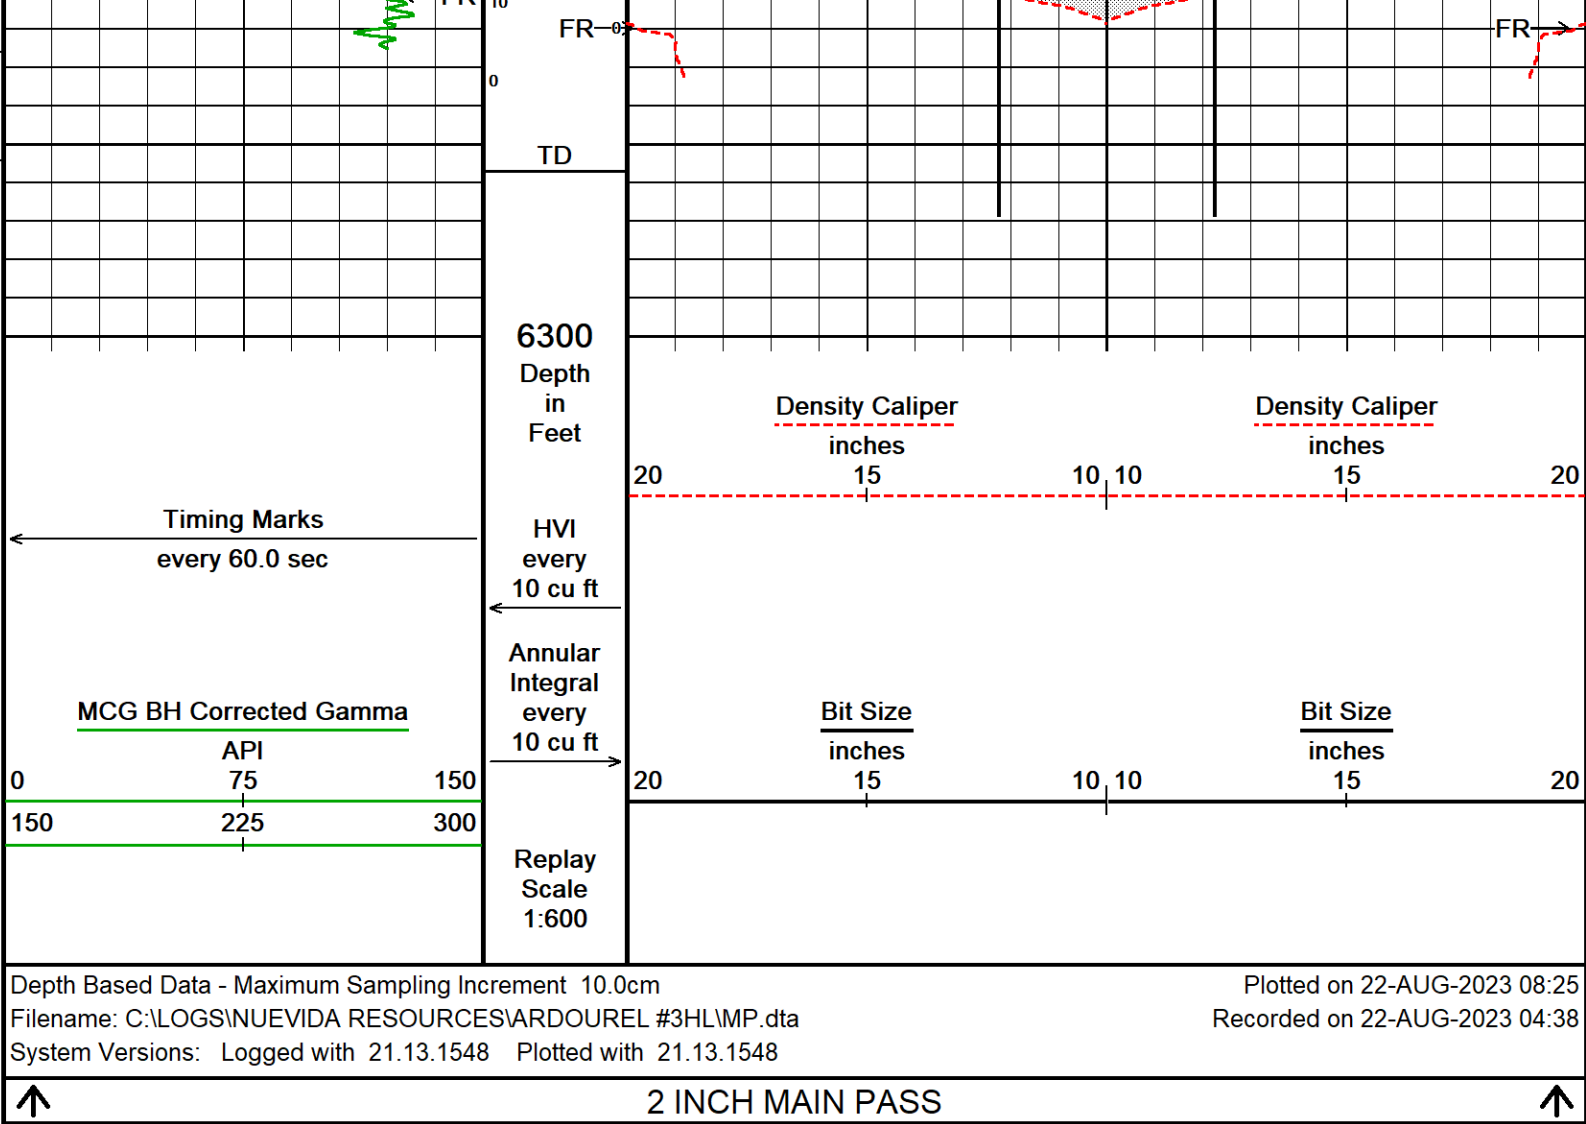 FR 10
FR 0 FR
0
TD
6300
Depth
in
Feet
Density Caliper Density Caliper
inches inches
20 15 10 10 15 20
Timing Marks
every 60.0 sec
HVI
every
10 cu ft
Annular
Integral
every
10 cu ft
MCG BH Corrected Gamma
API
0 75 150
150 225 300
Bit Size Bit Size
inches inches
20 15 10 10 15 20
Replay
Scale
1:600
Depth Based Data - Maximum Sampling Increment 10.0cm
Plotted on 22-AUG-2023 08:25
Filename: C:\LOGS\NUEVIDA RESOURCES\ARDOUREL #3HL\MP.dta
Recorded on 22-AUG-2023 04:38
System Versions: Logged with 21.13.1548 Plotted with 21.13.1548
2 INCH MAIN PASS